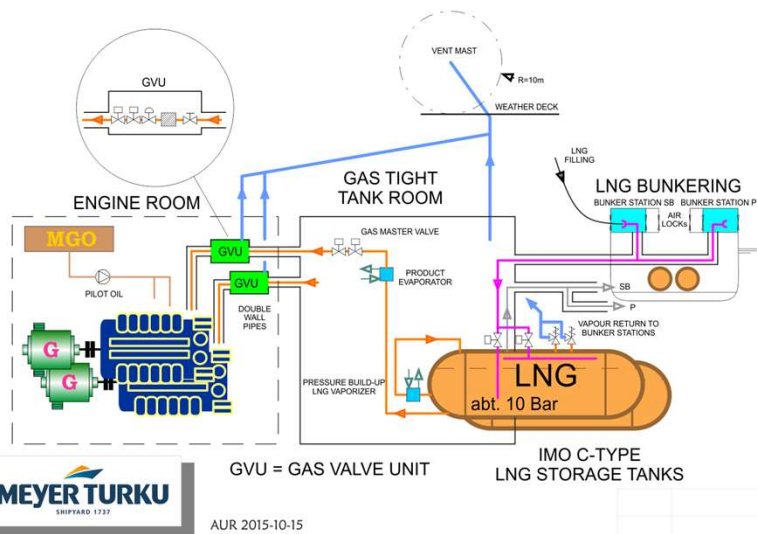 GVU
VENT MAST
R=10m
WEATHER DECK
LNG
FILLING
GAS TIGHT
TANK ROOM
ENGINE ROOM
LNG BUNKERING
BUNKER STATION SB
BUNKER STATION P
AIR
LOCKs
MGO
GVU
GAS MASTER VALVE
PILOT OIL
GVU
PRODUCT
EVAPORATOR
DOUBLE
WALL
PIPES
SB
P
VAPOUR RETURN TO
BUNKER STATIONS
G
G
PRESSURE BUILD-UP
LNG VAPORIZER
LNG
abt. 10 Bar
GVU = GAS VALVE UNIT
IMO C-TYPE
LNG STORAGE TANKS
MEYER TURKU
SHIPYARD 1737
AUR 2015-10-15